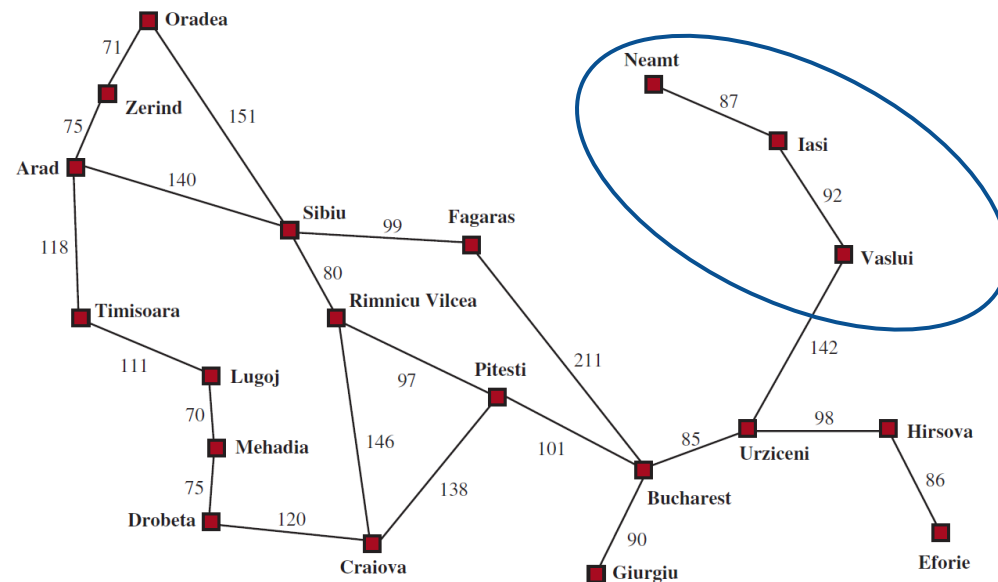 Oradea
71
Neamt
87
Zerind
151
75
Iasi
Arad
140
92
Sibiu
99
Fagaras
118
Vaslui
80
Timisoara
Rimnicu Vilcea
142
111
211
Lugoj
Pitesti
97
70
98
Hirsova
85
Mehadia
146
101
Urziceni
138
86
75
Bucharest
Drobeta
120
90
Eforie
Craiova
Giurgiu